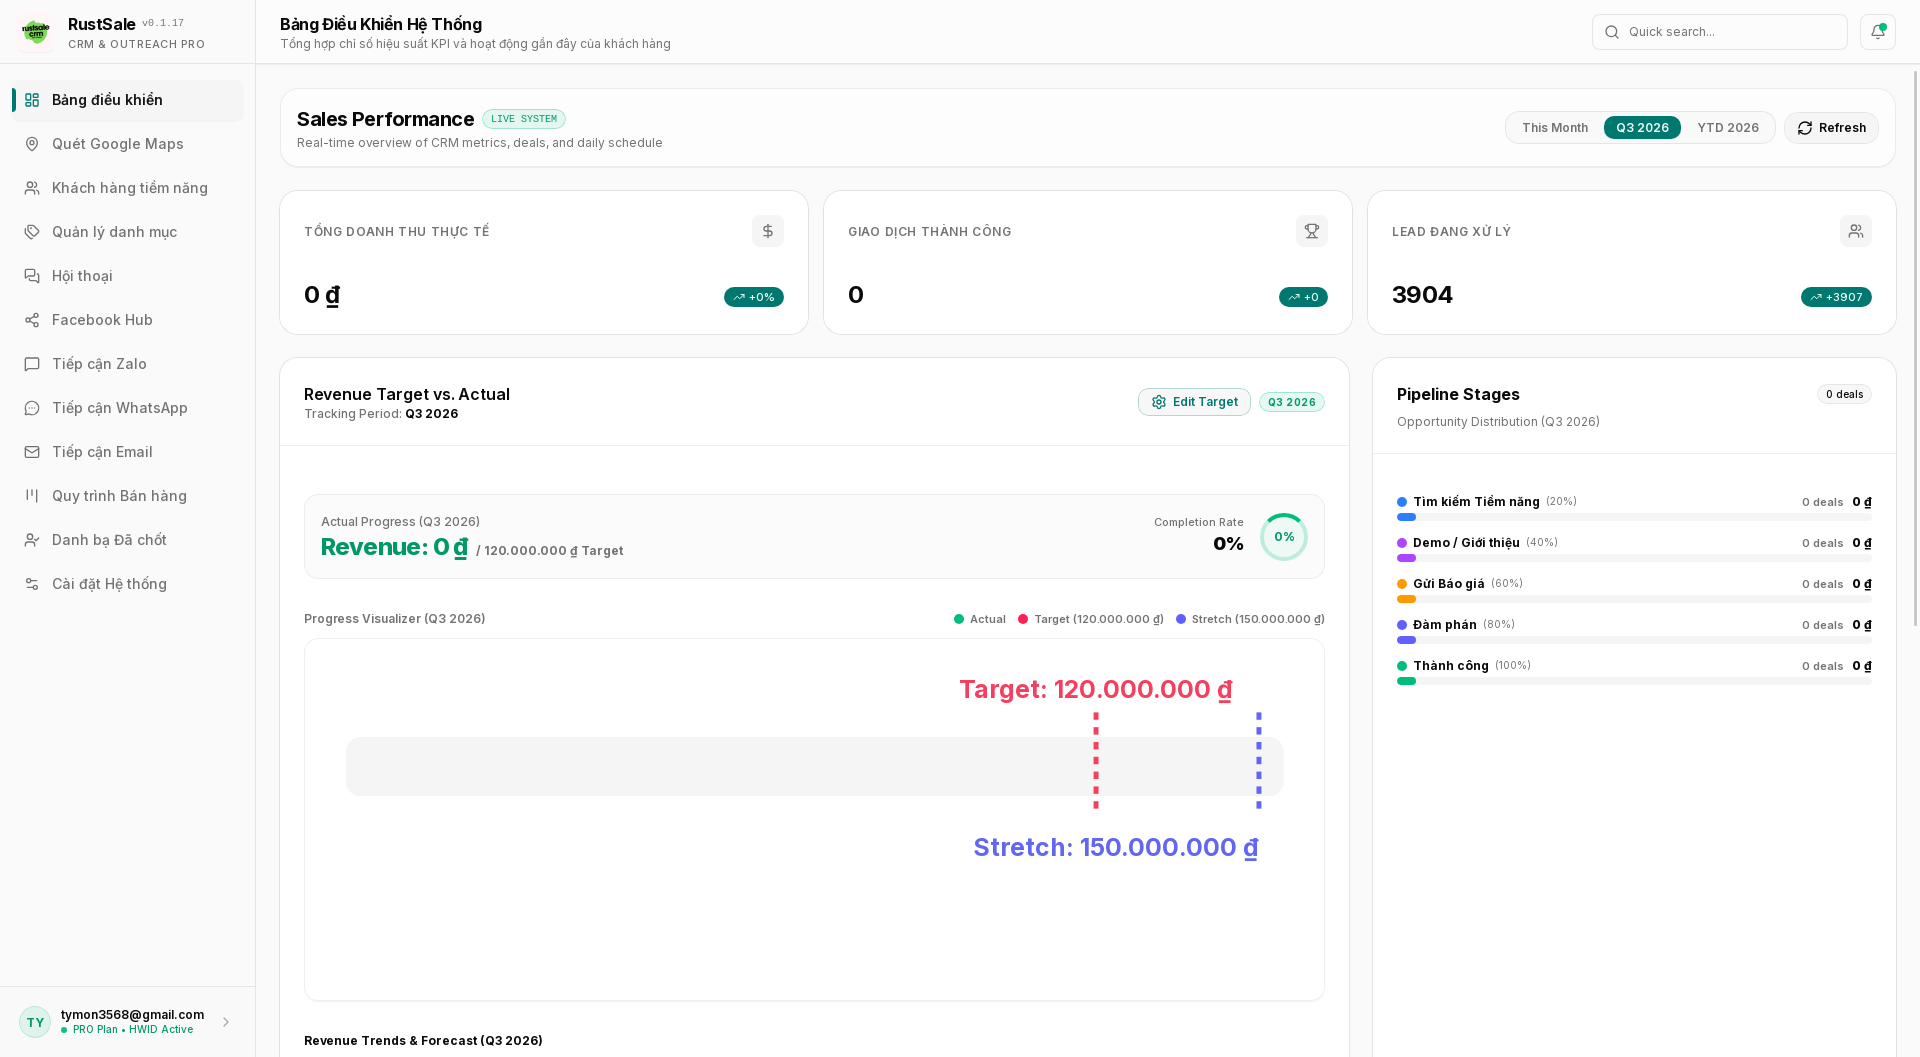 rustsale
crm
RustSale v0.1.17
CRM & OUTREACH PRO
Bảng điều khiển
Quét Google Maps
Khách hàng tiềm năng
Quản lý danh mục
Hội thoại
Facebook Hub
Tiếp cận Zalo
Tiếp cận WhatsApp
Tiếp cận Email
Quy trình Bán hàng
Danh bạ Đã chốt
Cài đặt Hệ thống
TY
tymon3568@gmail.com
PRO Plan • HWID Active
Bảng Điều Khiển Hệ Thống
Tổng hợp chỉ số hiệu suất KPI và hoạt động gần đây của khách hàng
Quick search...
Sales Performance LIVE SYSTEM
Real-time overview of CRM metrics, deals, and daily schedule
This Month Q3 2026 YTD 2026 Refresh
TỔNG DOANH THU THỰC TẾ
0 ₫ +0%
GIAO DỊCH THÀNH CÔNG
0 +0
LEAD ĐANG XỬ LÝ
3904 +3907
Revenue Target vs. Actual
Tracking Period: Q3 2026
Edit Target Q3 2026
Actual Progress (Q3 2026)
Revenue: 0 ₫ / 120.000.000 ₫ Target
Completion Rate
0%
0%
Progress Visualizer (Q3 2026)
Actual Target (120.000.000 ₫) Stretch (150.000.000 ₫)
Target: 120.000.000 ₫
Stretch: 150.000.000 ₫
Revenue Trends & Forecast (Q3 2026)
Pipeline Stages 0 deals
Opportunity Distribution (Q3 2026)
Tìm kiếm Tiềm năng (20%) 0 deals 0 ₫
Demo / Giới thiệu (40%) 0 deals 0 ₫
Gửi Báo giá (60%) 0 deals 0 ₫
Đàm phán (80%) 0 deals 0 ₫
Thành công (100%) 0 deals 0 ₫